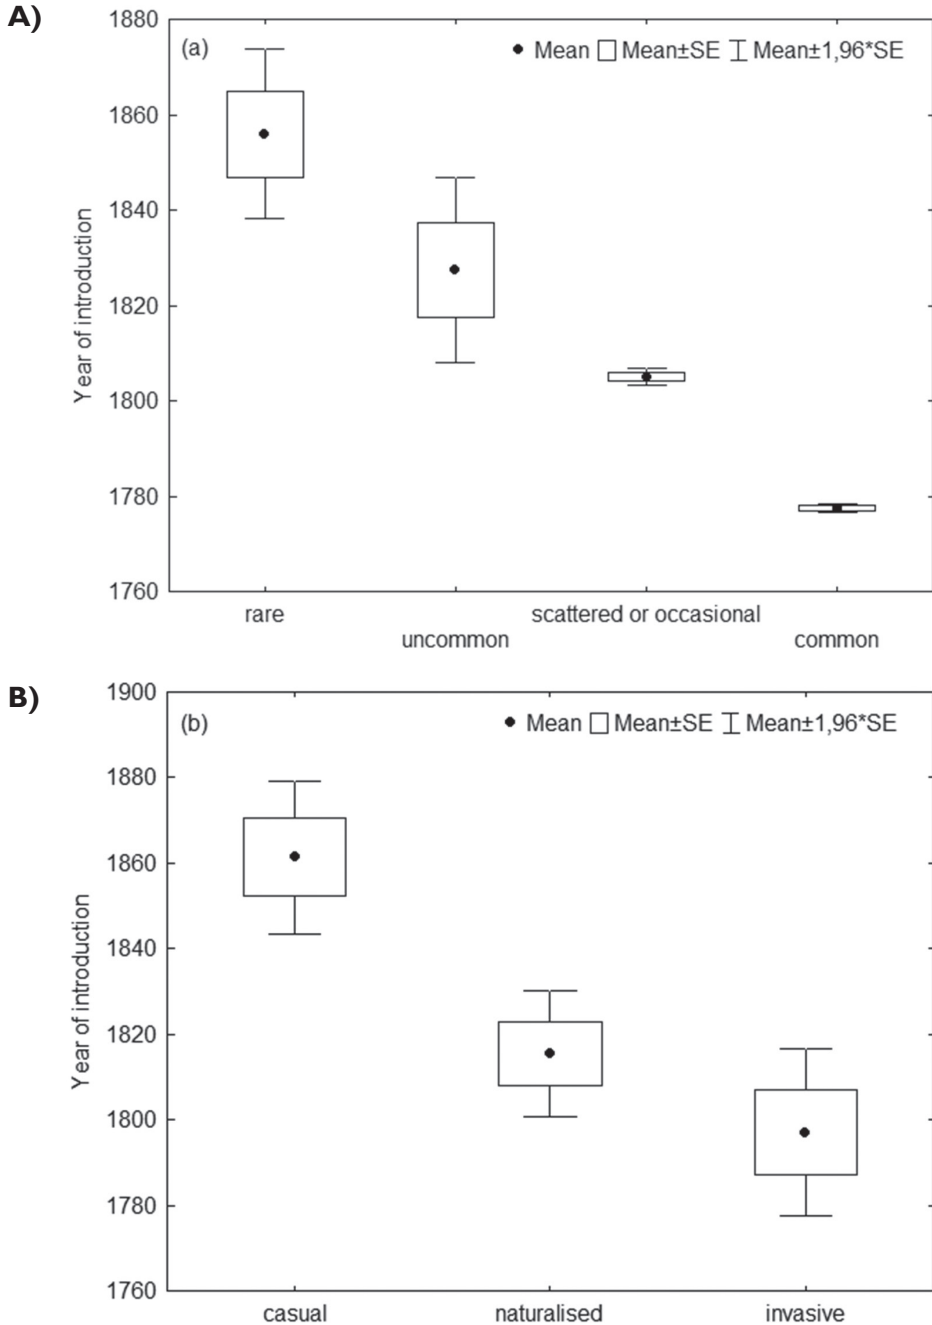 A)
(a)
Mean Mean±SE Mean±1,96*SE
1880
1860
1840
1820
1800
1780
1760
Year of introduction
rare
uncommon
scattered or occasional
common
B)
(b)
Mean Mean±SE Mean±1,96*SE
1900
1880
1860
1840
1820
1800
1780
1760
Year of introduction
casual naturalised invasive